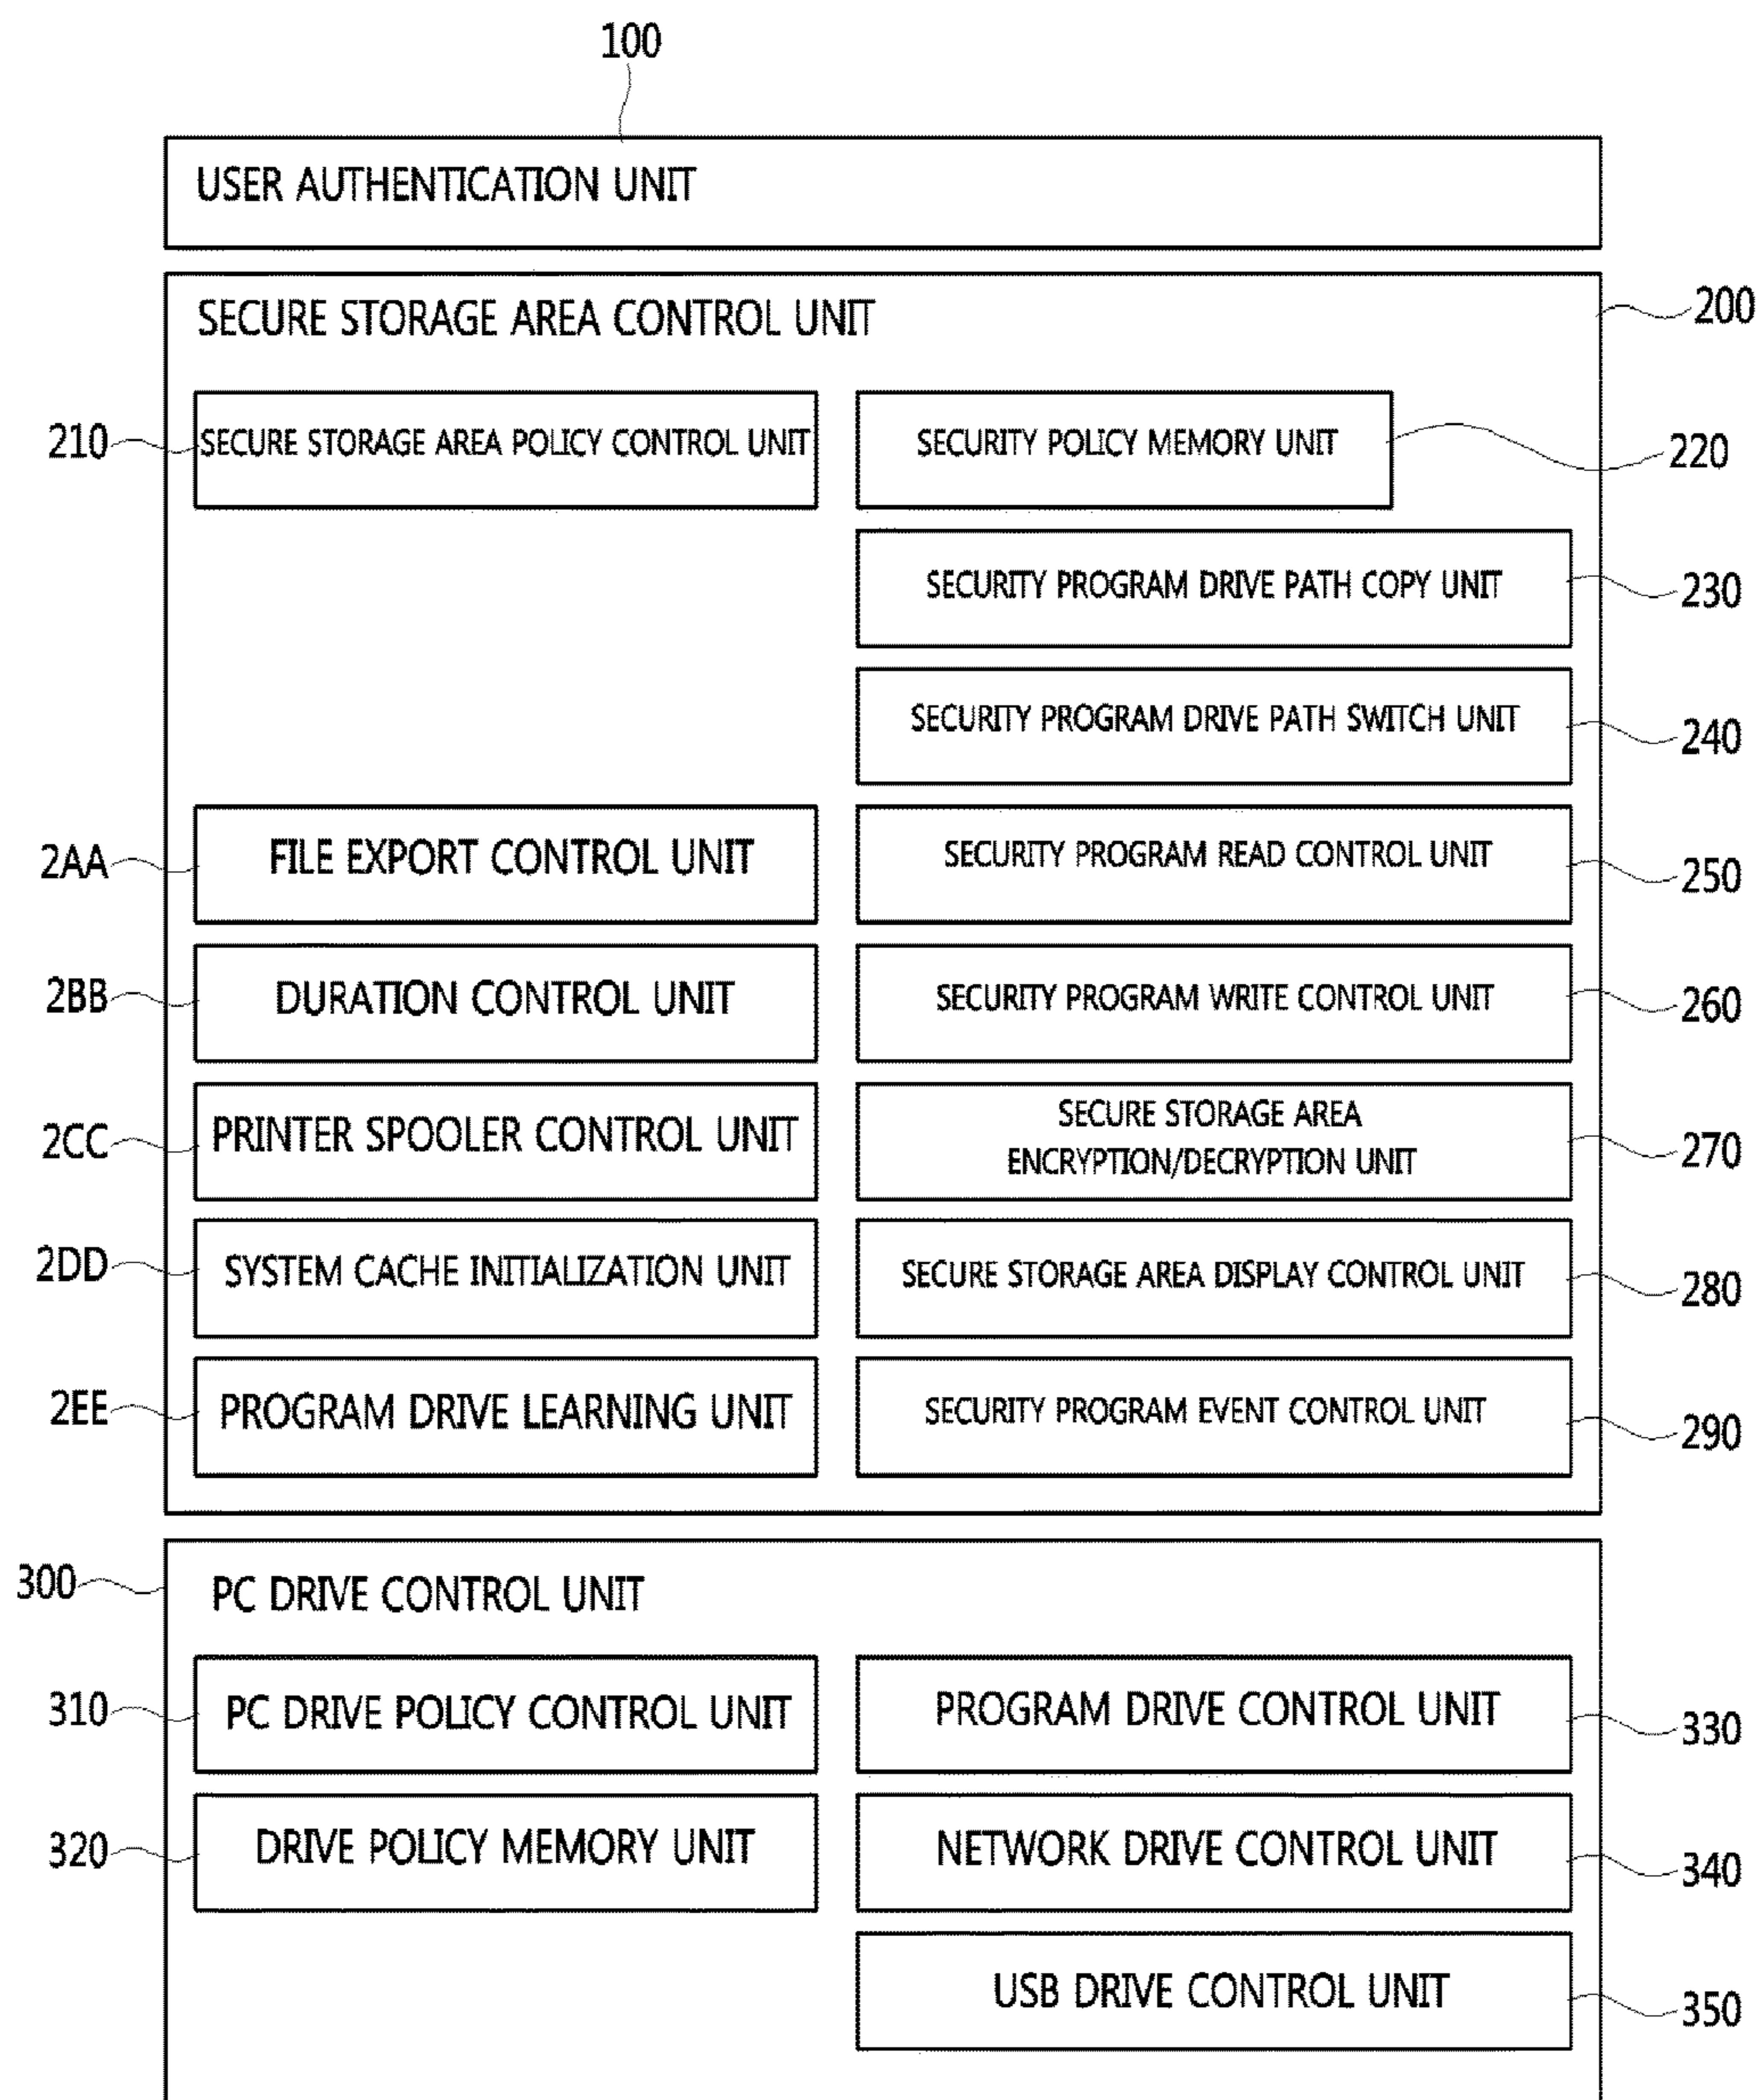 100
USER AUTHENTICATION UNIT
SECURE STORAGE AREA CONTROL UNIT
200
210
SECURE STORAGE AREA POLICY CONTROL UNIT
SECURITY POLICY MEMORY UNIT
220
SECURITY PROGRAM DRIVE PATH COPY UNIT
230
SECURITY PROGRAM DRIVE PATH SWITCH UNIT
240
2AA
FILE EXPORT CONTROL UNIT
SECURITY PROGRAM READ CONTROL UNIT
250
2BB
DURATION CONTROL UNIT
SECURITY PROGRAM WRITE CONTROL UNIT
260
2CC
PRINTER SPOOLER CONTROL UNIT
SECURE STORAGE AREA
ENCRYPTION/DECRYPTION UNIT
270
2DD
SYSTEM CACHE INITIALIZATION UNIT
SECURE STORAGE AREA DISPLAY CONTROL UNIT
280
2EE
PROGRAM DRIVE LEARNING UNIT
SECURITY PROGRAM EVENT CONTROL UNIT
290
300
PC DRIVE CONTROL UNIT
310
PC DRIVE POLICY CONTROL UNIT
PROGRAM DRIVE CONTROL UNIT
330
320
DRIVE POLICY MEMORY UNIT
NETWORK DRIVE CONTROL UNIT
340
USB DRIVE CONTROL UNIT
350